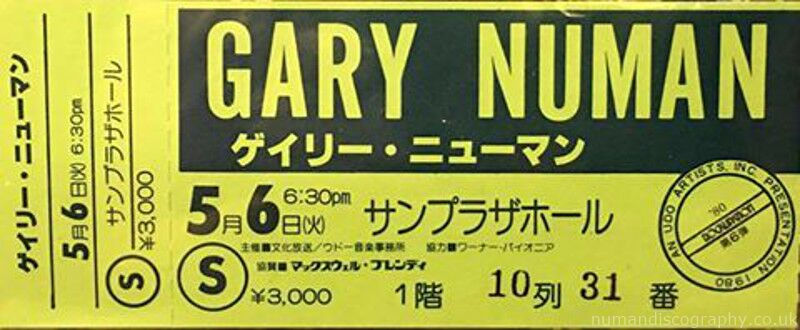 ゲイリー・ニューマン
5月6日(火) 6:30pm
サンプラザホール
¥3,000
S
GARY NUMAN
ゲイリー・ニューマン
5月6日(火) 6:30pm サンプラザホール
主催■文化放送/ウドー音楽事務所 協力■ワーナー・パイオニア
協賛■マックスウェル・ブレンディ
S
¥3,000 1階 10列 31番
AN UDO ARTISTS, INC. PRESENTATION 1980
'80
numandiscography.co.uk